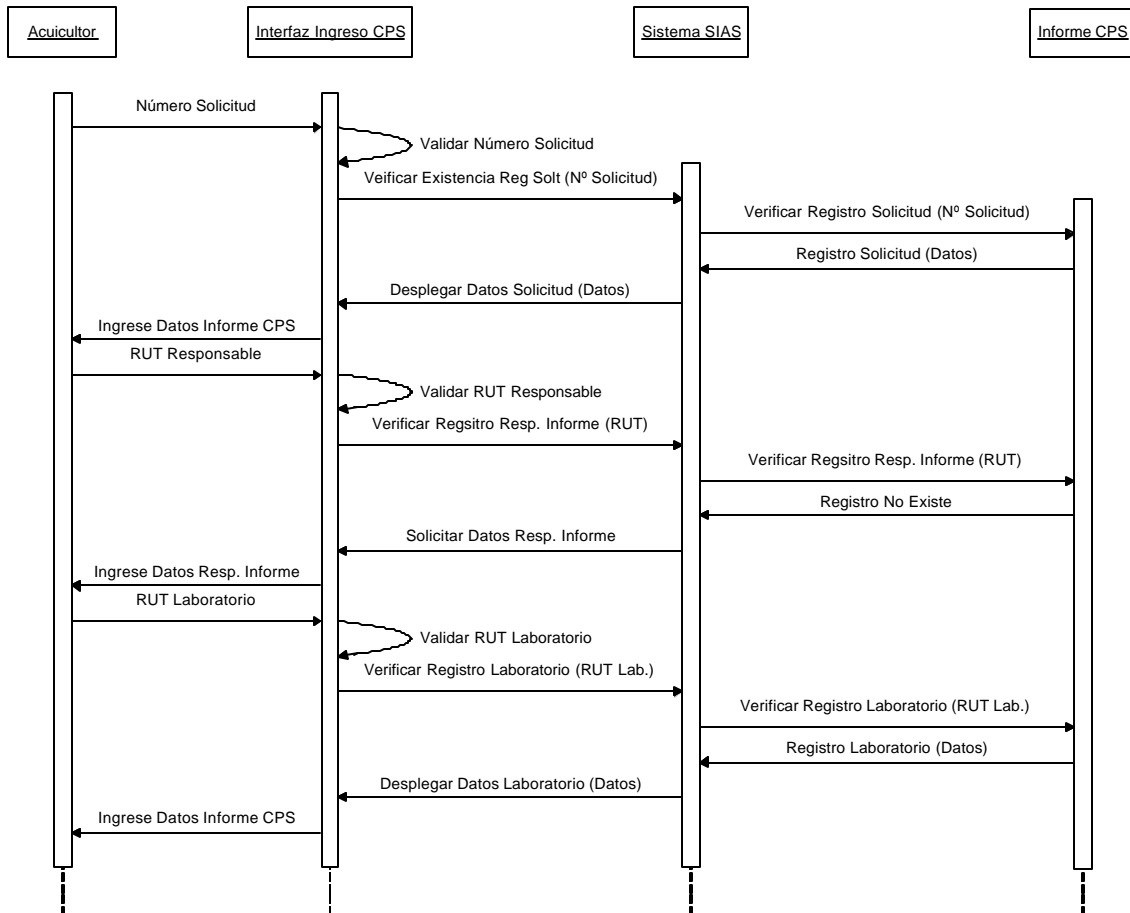 Acuicultor
Interfaz Ingreso CPS
Sistema SIAS
Informe CPS
Número Solicitud
Validar Número Solicitud
Veificar Existencia Reg Solt (Nº Solicitud)
Verificar Registro Solicitud (Nº Solicitud)
Registro Solicitud (Datos)
Desplegar Datos Solicitud (Datos)
Ingrese Datos Informe CPS
RUT Responsable
Validar RUT Responsable
Verificar Regsitro Resp. Informe (RUT)
Verificar Regsitro Resp. Informe (RUT)
Registro No Existe
Solicitar Datos Resp. Informe
Ingrese Datos Resp. Informe
RUT Laboratorio
Validar RUT Laboratorio
Verificar Registro Laboratorio (RUT Lab.)
Verificar Registro Laboratorio (RUT Lab.)
Registro Laboratorio (Datos)
Desplegar Datos Laboratorio (Datos)
Ingrese Datos Informe CPS